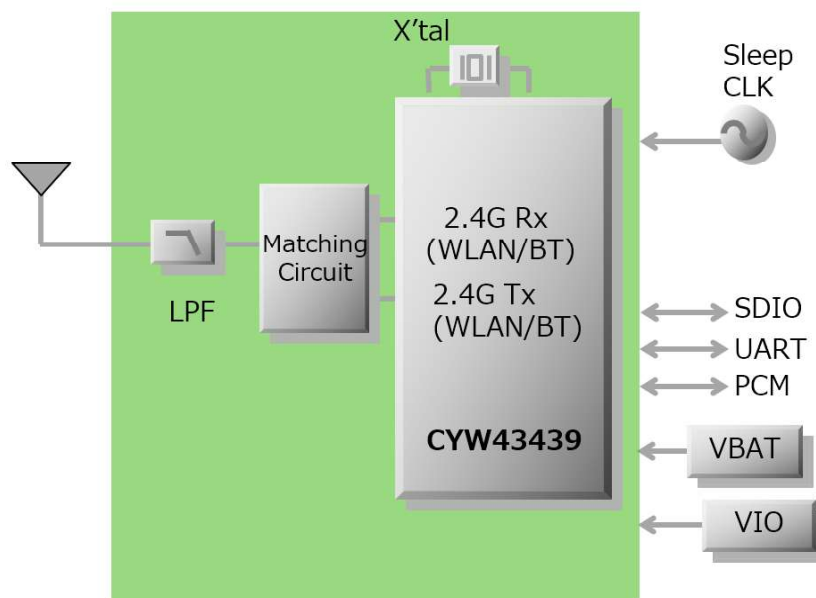 X'tal
Sleep
CLK
2.4G Rx
(WLAN/BT)
Matching
Circuit
2.4G Tx
(WLAN/BT)
LPF
SDIO
UART
PCM
CYW43439
VBAT
VIO